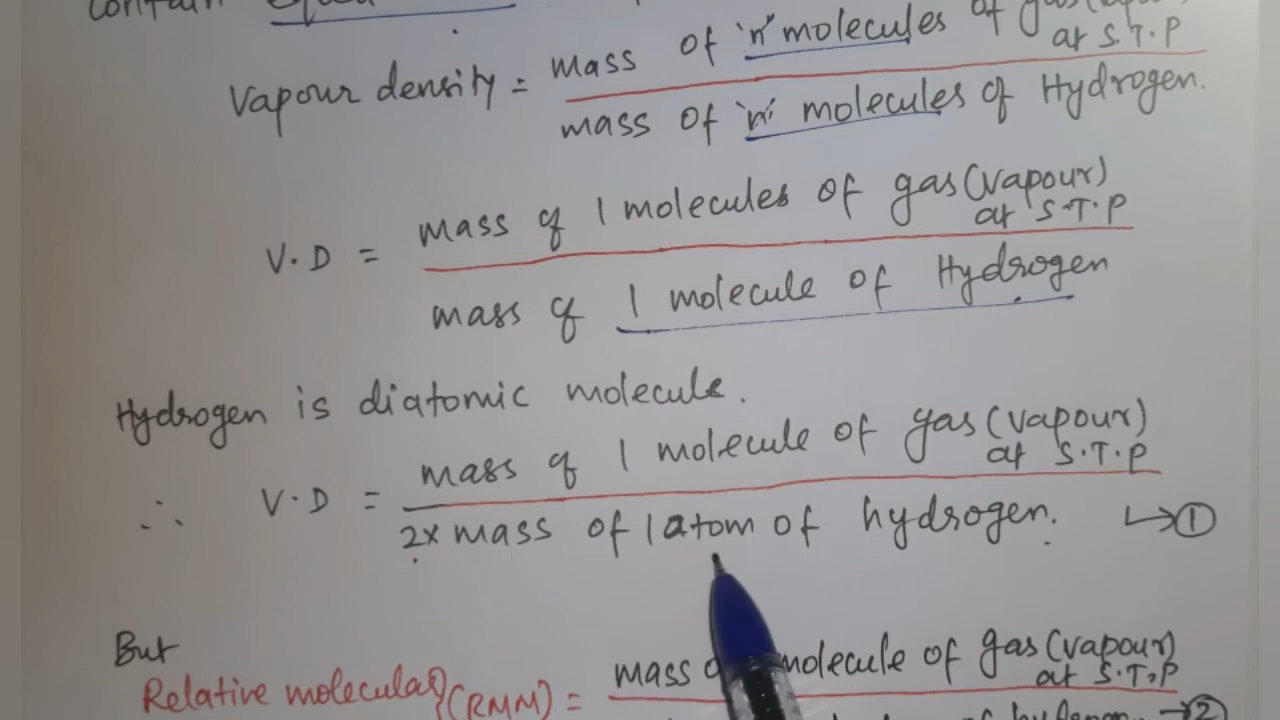 contain
Vapour density = mass of 'n' molecules of gas
at S.T.P
mass of 'n' molecules of Hydrogen.
V.D = mass of 1 molecules of gas (vapour)
at S.T.P
mass of 1 molecule of Hydrogen
Hydrogen is diatomic molecule.
∴ V.D = mass of 1 molecule of gas (vapour)
at S.T.P
2x mass of 1 atom of hydrogen. ↳①
But
Relative molecular} (RMM) = mass molecule of gas (vapour)
at S.T.P
of →②